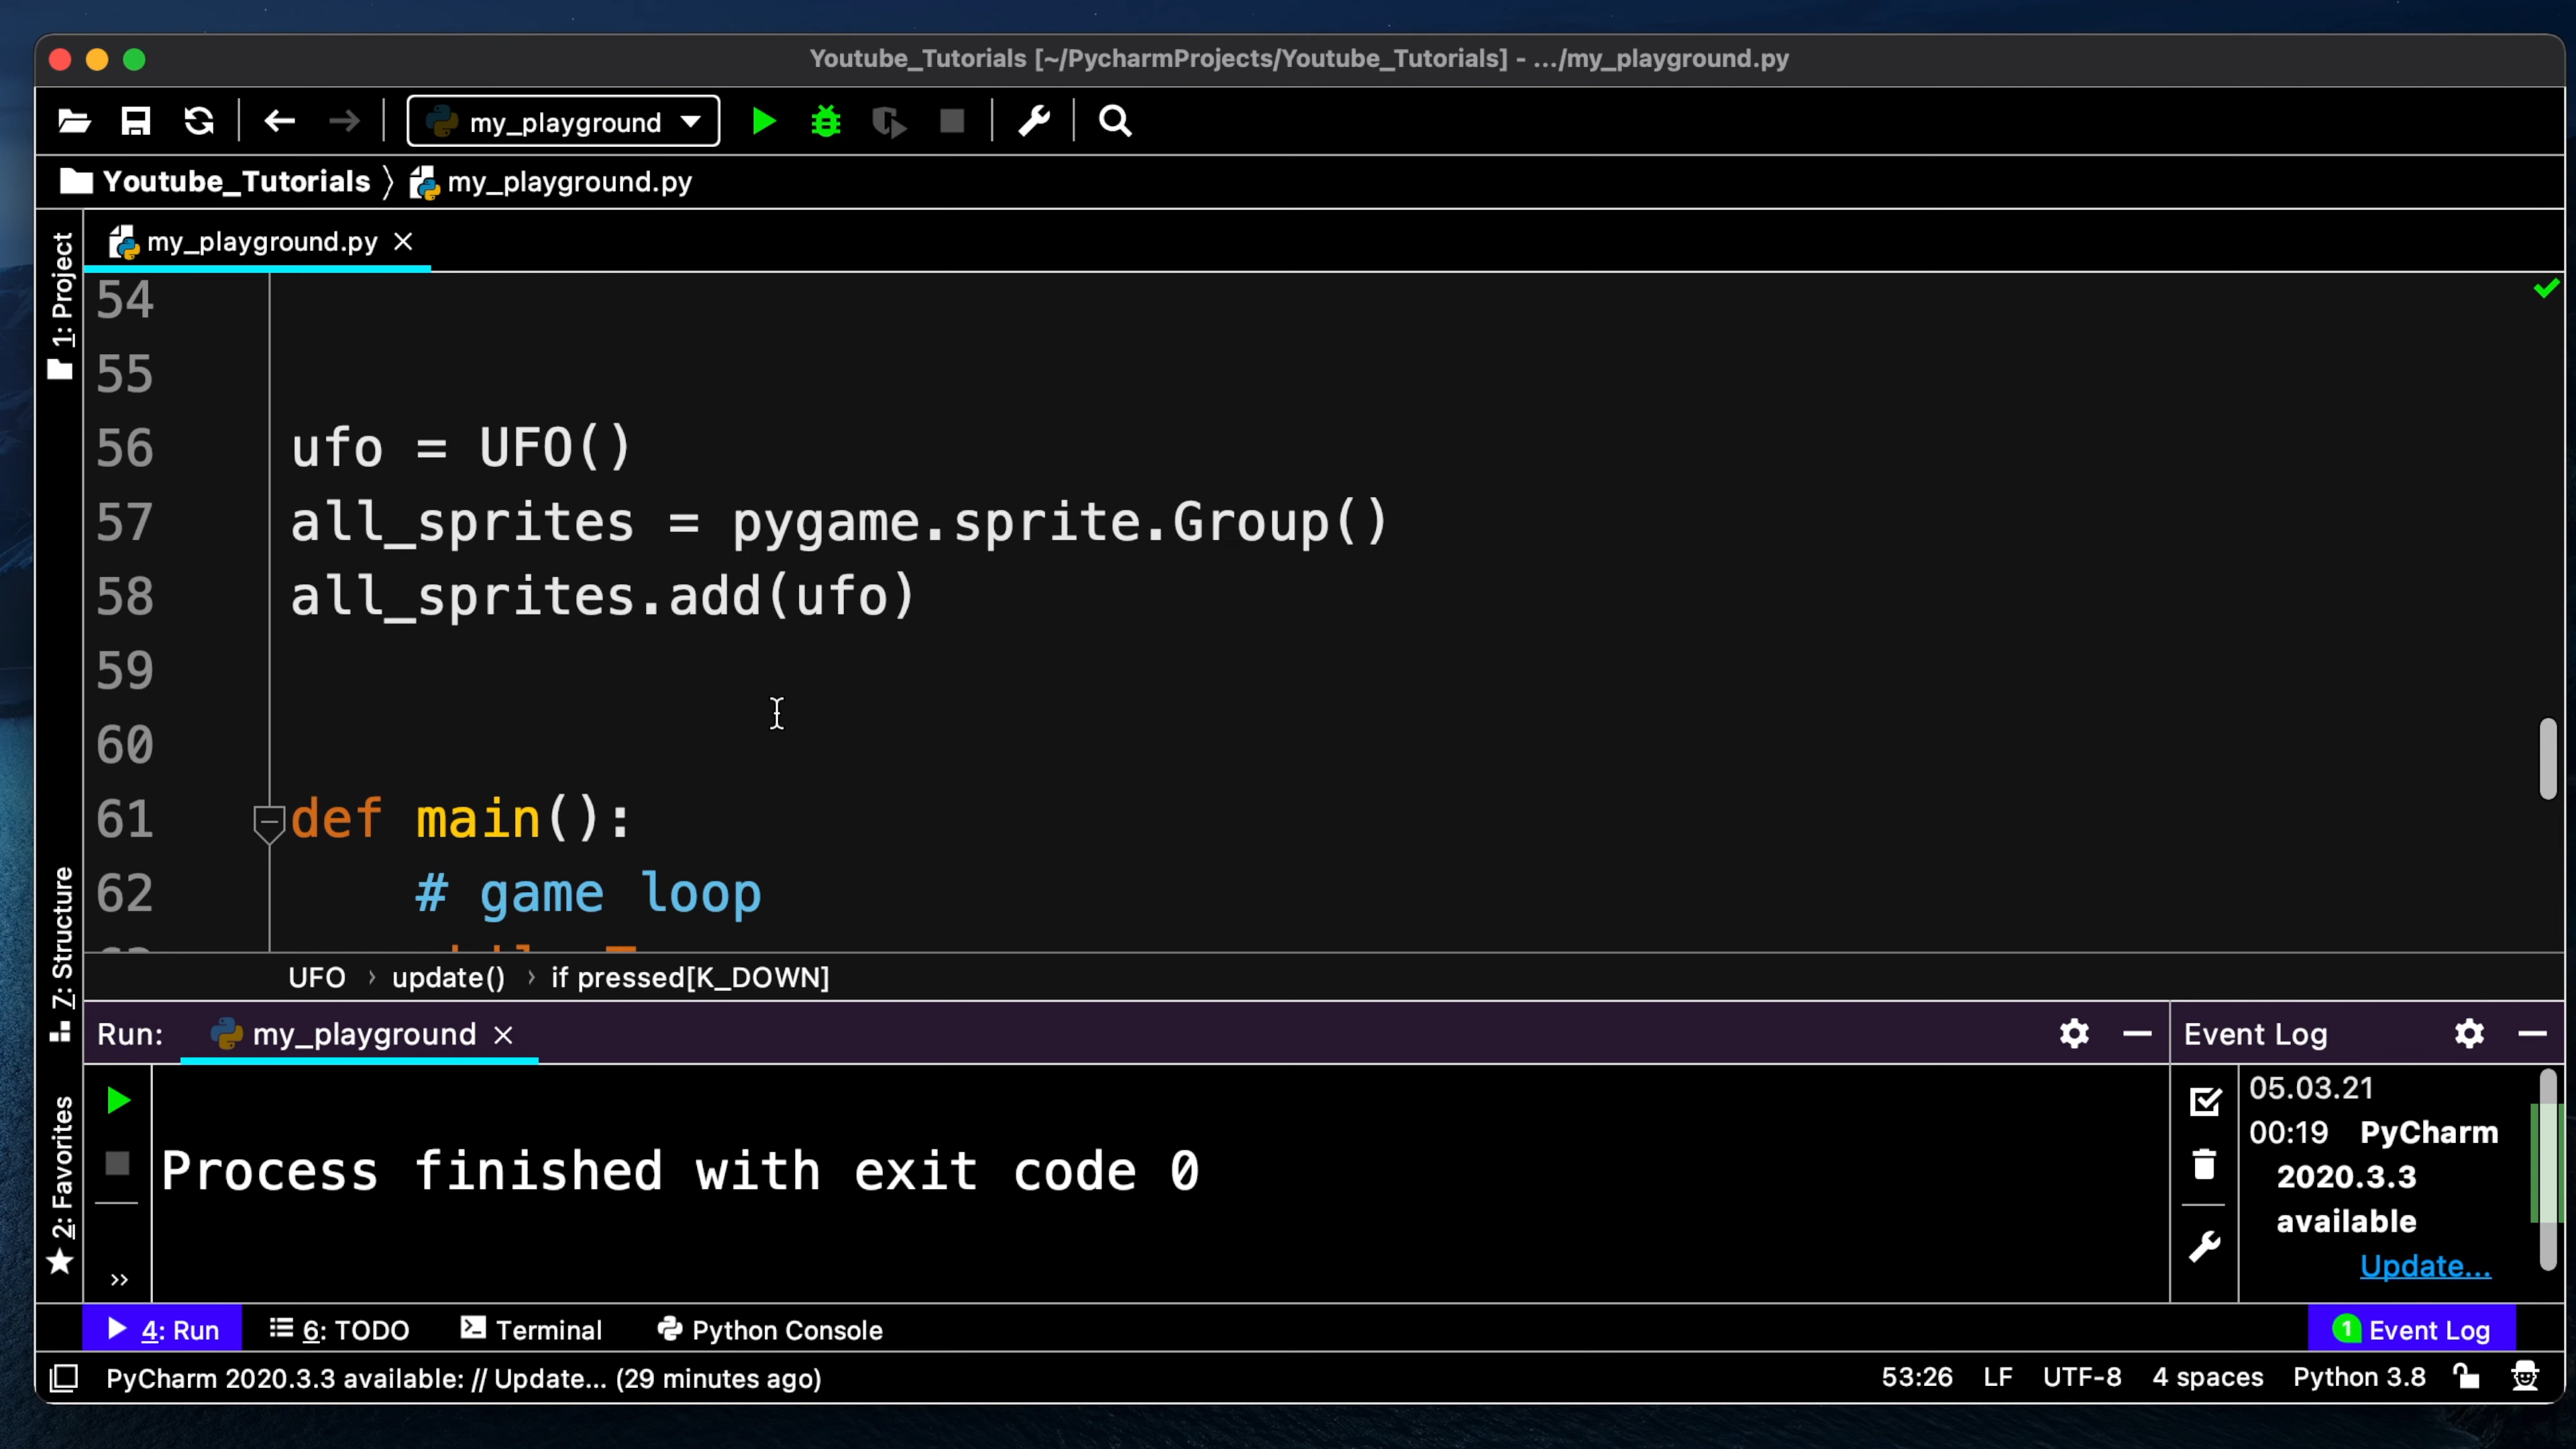 Youtube_Tutorials [~/PycharmProjects/Youtube_Tutorials] - .../my_playground.py
my_playground
Youtube_Tutorials 〉 my_playground.py
1: Project
my_playground.py
54
55
56 ufo = UFO()
57 all_sprites = pygame.sprite.Group()
58 all_sprites.add(ufo)
59
60
61 def main():
62     # game loop
7: Structure
UFO › update() › if pressed[K_DOWN]
Run: my_playground
Event Log
2: Favorites
Process finished with exit code 0
05.03.21
00:19 PyCharm
2020.3.3
available
Update...
4: Run
6: TODO
Terminal
Python Console
1 Event Log
PyCharm 2020.3.3 available: // Update... (29 minutes ago)
53:26 LF UTF-8 4 spaces Python 3.8